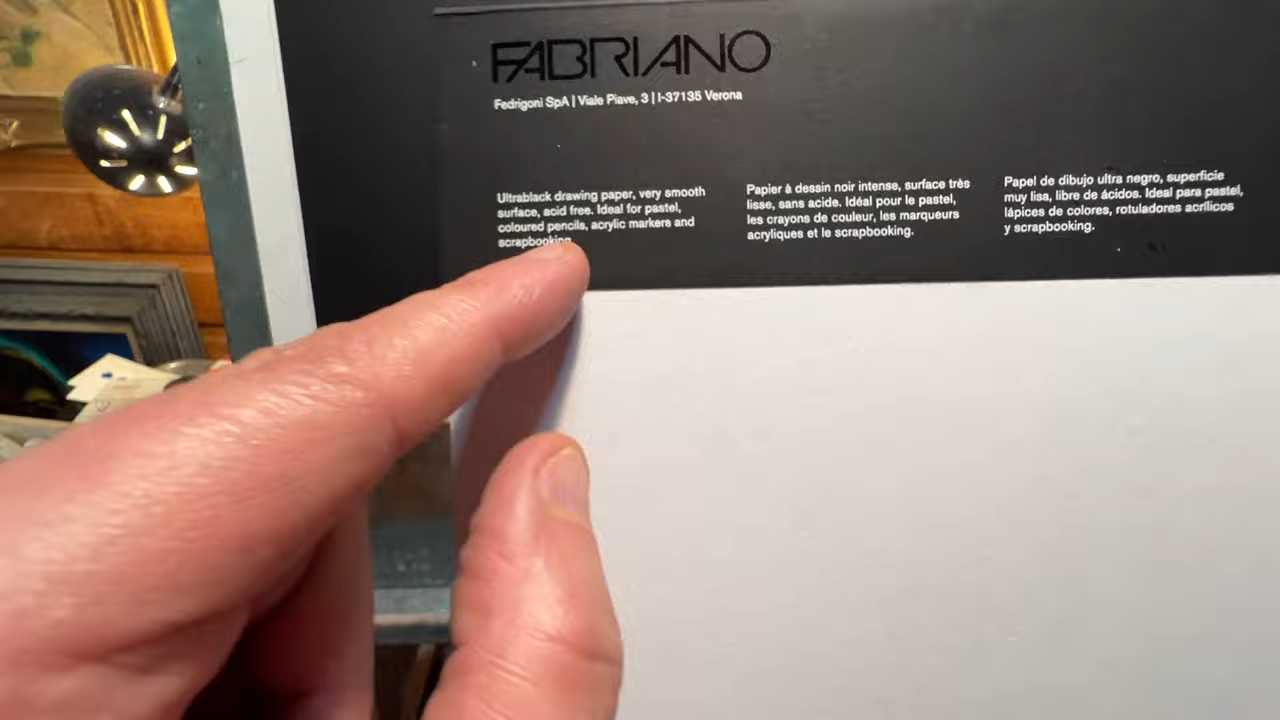 FABRIANO
Fedrigoni SpA | Viale Piave, 3 | I-37135 Verona
Ultrablack drawing paper, very smooth
surface, acid free. Ideal for pastel,
coloured pencils, acrylic markers and
scrapbooking.
Papier à dessin noir intense, surface très
lisse, sans acide. Idéal pour le pastel,
les crayons de couleur, les marqueurs
acryliques et le scrapbooking.
Papel de dibujo ultra negro, superficie
muy lisa, libre de ácidos. Ideal para pastel,
lápices de colores, rotuladores acrílicos
y scrapbooking.